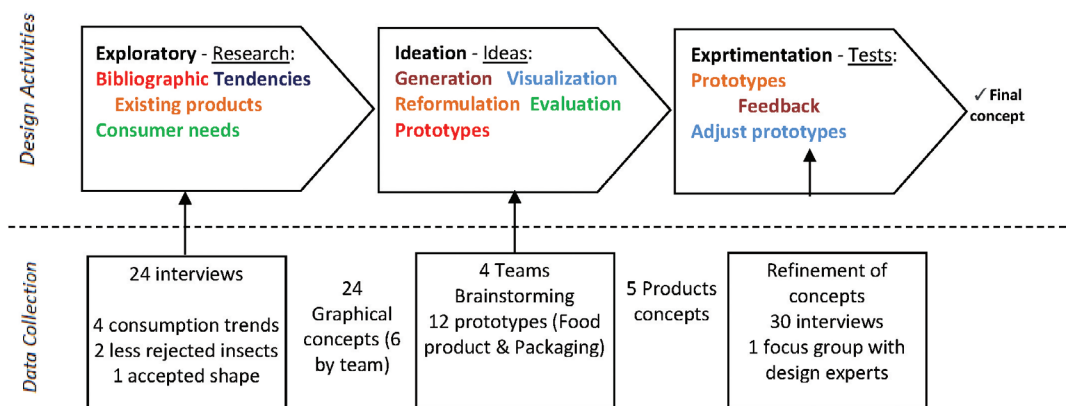 Design Activities
Exploratory - Research:
Bibliographic Tendencies
Existing products
Consumer needs
Ideation - Ideas:
Generation Visualization
Reformulation Evaluation
Prototypes
Exprtimentation - Tests:
Prototypes
Feedback
Adjust prototypes
✓ Final
concept
Data Collection
24 interviews
4 consumption trends
2 less rejected insects
1 accepted shape
24
Graphical
concepts (6
by team)
4 Teams
Brainstorming
12 prototypes (Food
product & Packaging)
5 Products
concepts
Refinement of
concepts
30 interviews
1 focus group with
design experts